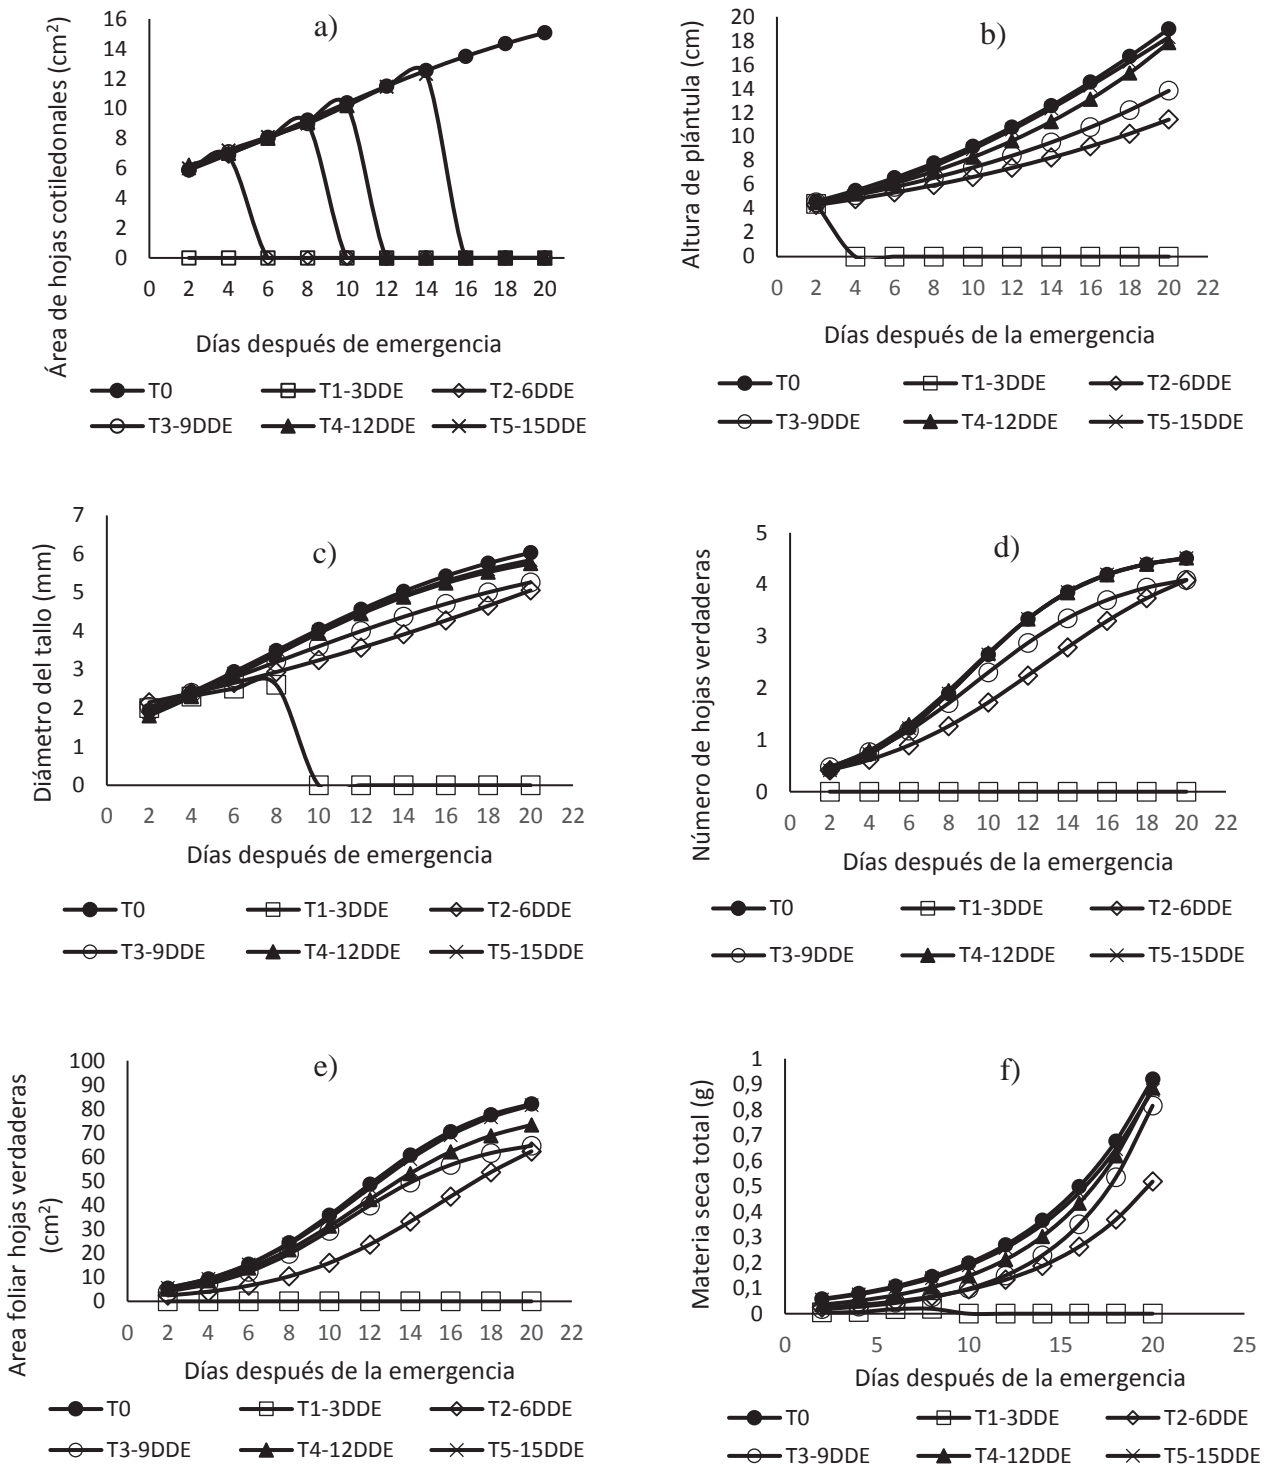 a)
Área de hojas cotiledonales (cm²)
16
14
12
10
8
6
4
2
0
0 2 4 6 8 10 12 14 16 18 20
Días después de emergencia
T0 T1-3DDE T2-6DDE
T3-9DDE T4-12DDE T5-15DDE
b)
Altura de plántula (cm)
20
18
16
14
12
10
8
6
4
2
0
0 2 4 6 8 10 12 14 16 18 20 22
Días después de la emergencia
T0 T1-3DDE T2-6DDE
T3-9DDE T4-12DDE T5-15DDE
c)
Diámetro del tallo (mm)
7
6
5
4
3
2
1
0
0 2 4 6 8 10 12 14 16 18 20 22
Días después de emergencia
T0 T1-3DDE T2-6DDE
T3-9DDE T4-12DDE T5-15DDE
d)
Número de hojas verdaderas
5
4
3
2
1
0
0 2 4 6 8 10 12 14 16 18 20 22
Días después de la emergencia
T0 T1-3DDE T2-6DDE
T3-9DDE T4-12DDE T5-15DDE
e)
Area foliar hojas verdaderas
(cm²)
100
90
80
70
60
50
40
30
20
10
0
0 2 4 6 8 10 12 14 16 18 20 22
Días después de la emergencia
T0 T1-3DDE T2-6DDE
T3-9DDE T4-12DDE T5-15DDE
f)
Materia seca total (g)
1
0,9
0,8
0,7
0,6
0,5
0,4
0,3
0,2
0,1
0
0 5 10 15 20 25
Días después de la emergencia
T0 T1-3DDE T2-6DDE
T3-9DDE T4-12DDE T5-15DDE